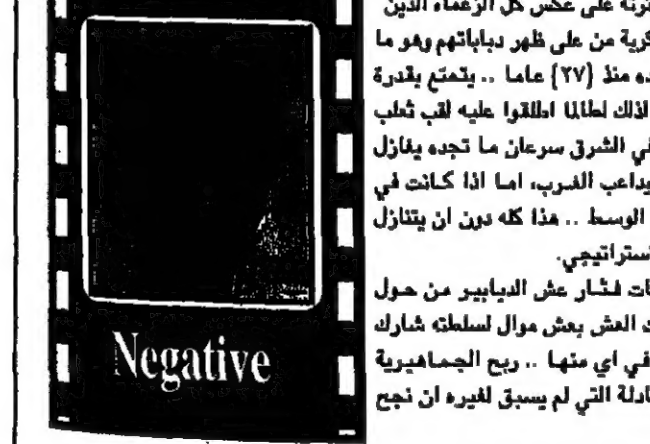 تربة على عكس كل الزعماء الذين
كرية من على ظهر دباباتهم وهو ما
ده منذ (٢٧) عاما .. يتمتع بقدرة
لذلك لطالما اطلقوا عليه لقب ثعلب
في الشرق سرعان ما تجده يغازل
يداعب الغرب، اما اذا كانت في
الوسط .. هذا كله دون ان يتنازل
ستراتيجي.
ات فثار عش الدبابير من حول
ك العش بعش موال لسلطته شارك
في اي منها .. ربح الجماهيرية
ادلة التي لم يسبق لغيره ان نجح
Negative